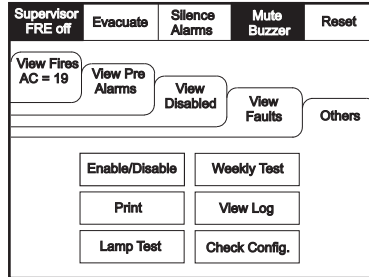 Supervisor
FRE off
Evacuate
Silence
Alarms
Mute
Buzzer
Reset
View Fires
AC = 19
View Pre
Alarms
View
Disabled
View
Faults
Others
Enable/Disable
Weekly Test
Print
View Log
Lamp Test
Check Config.